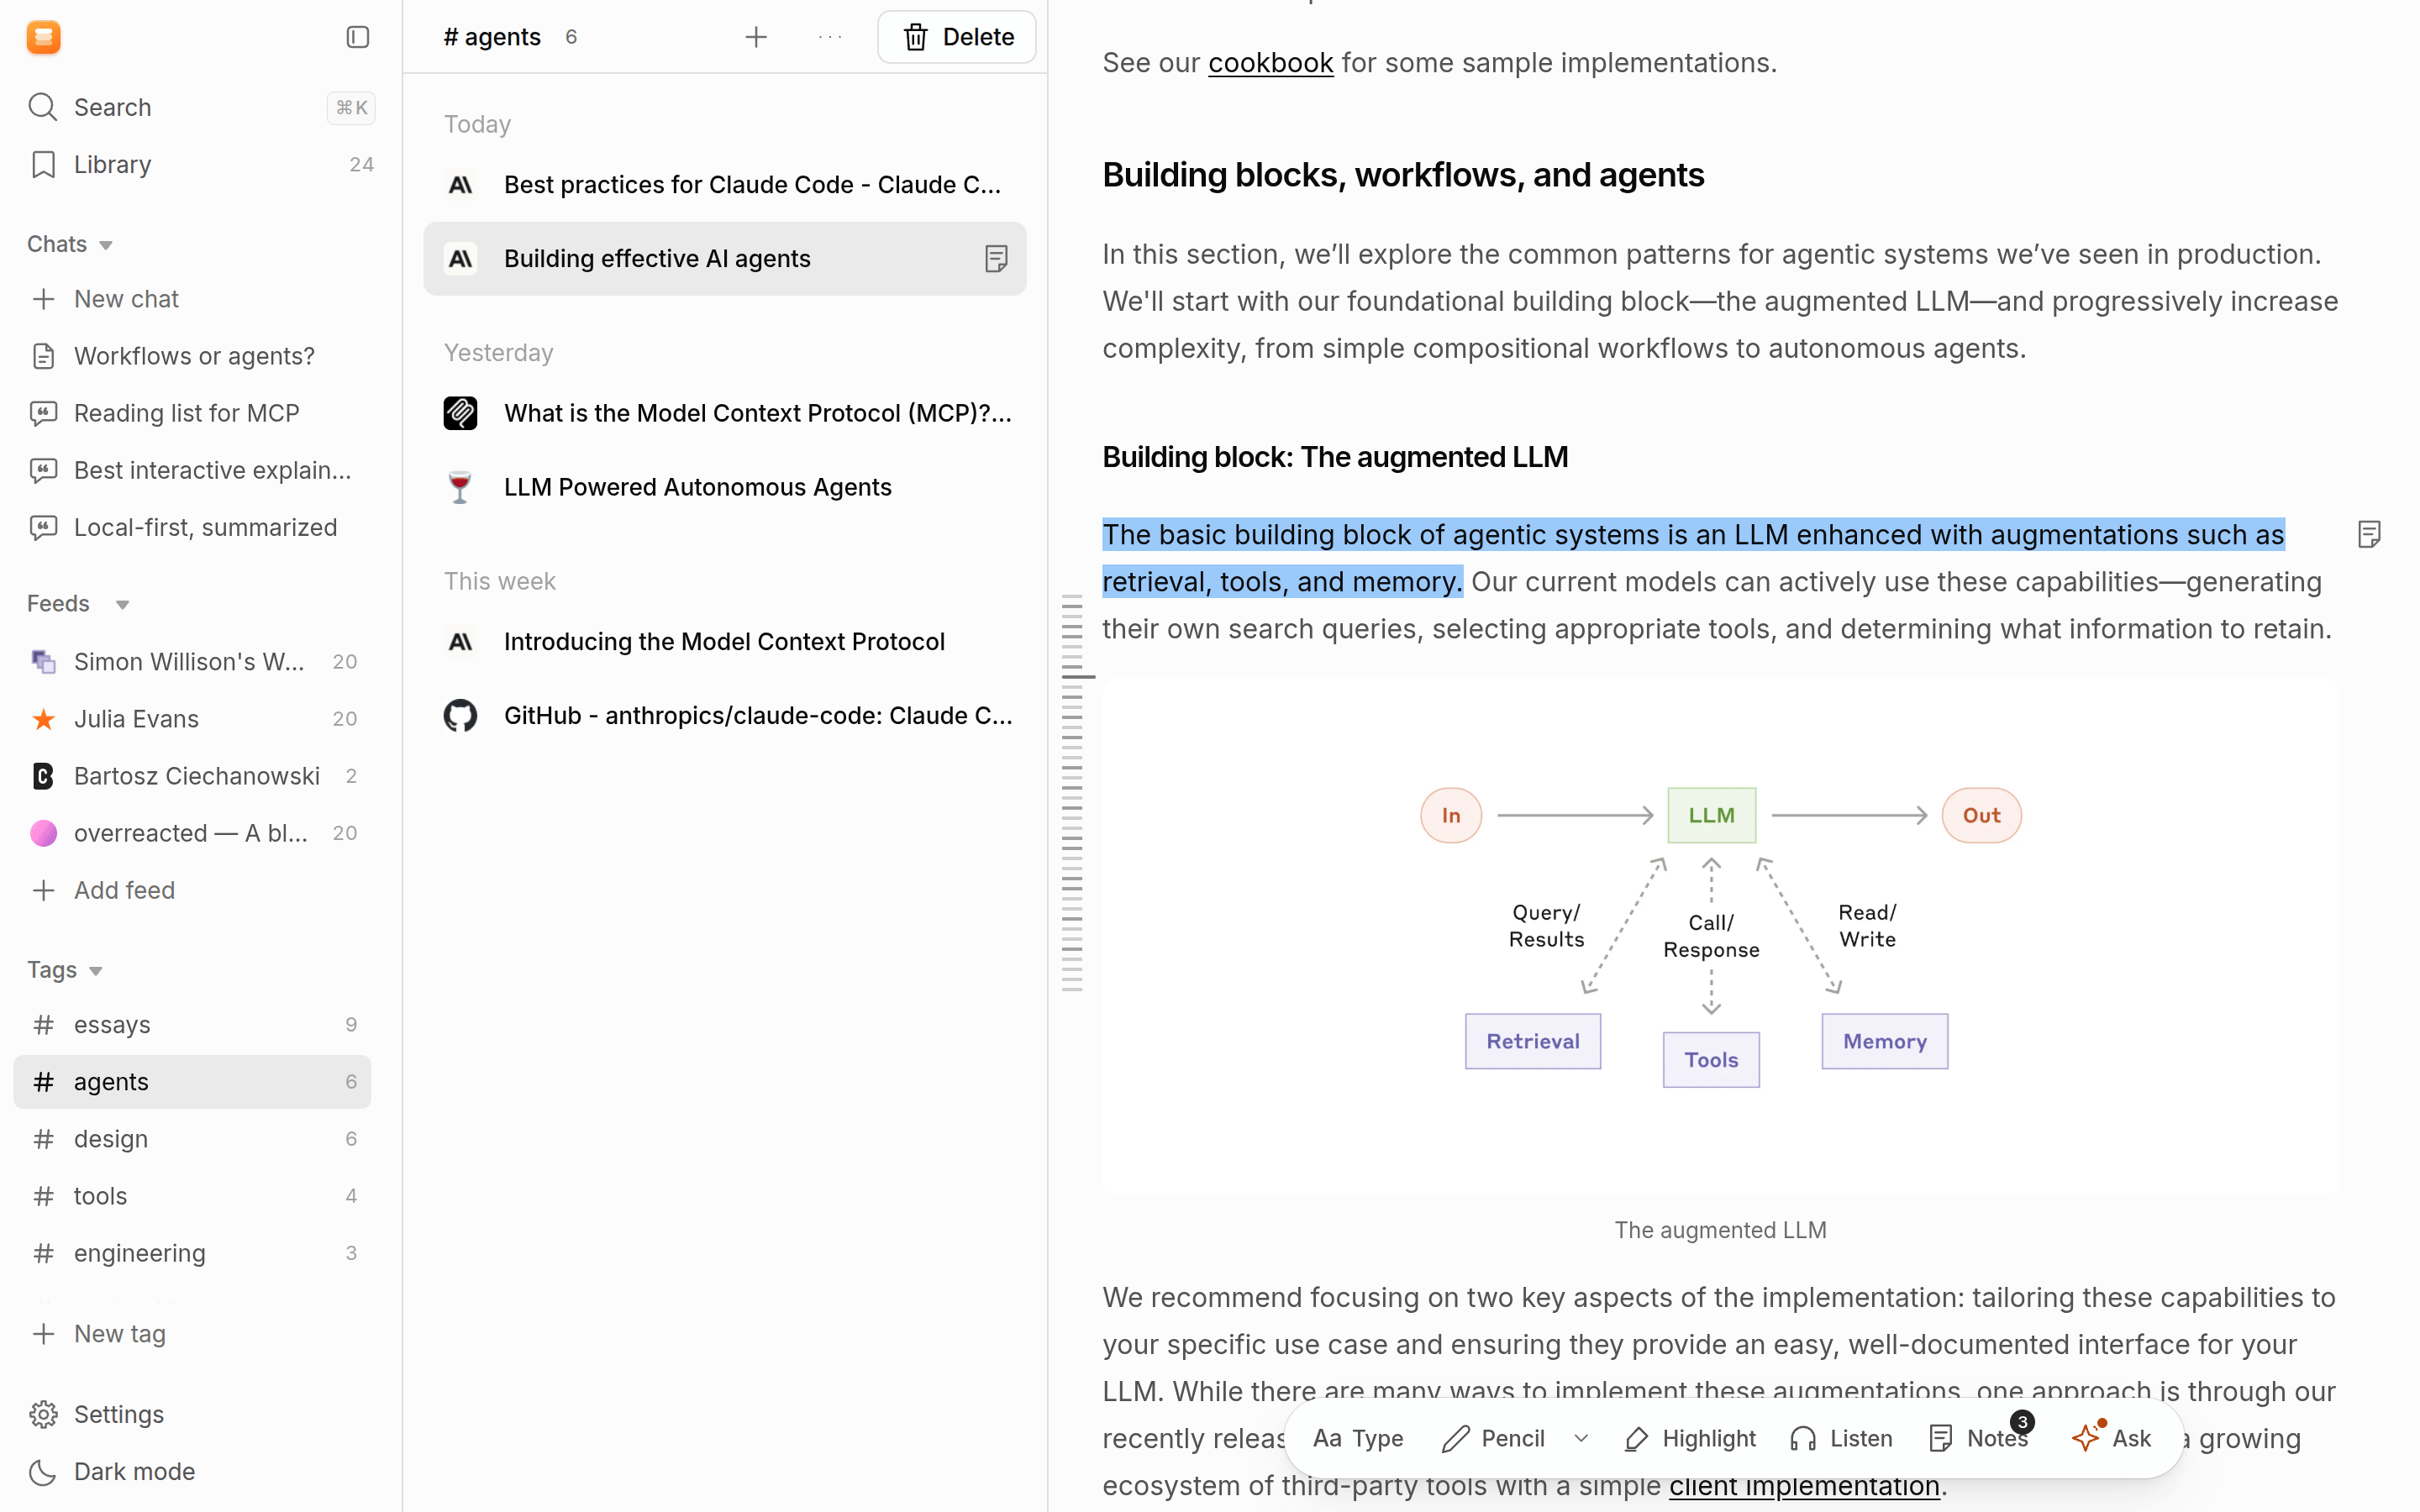 Search
⌘K
Library
24
Chats
New chat
Workflows or agents?
Reading list for MCP
Best interactive explain...
Local-first, summarized
Feeds
Simon Willison's W...
20
Julia Evans
20
Bartosz Ciechanowski
2
overreacted — A bl...
20
Add feed
Tags
# essays
9
# agents
6
# design
6
# tools
4
# engineering
3
New tag
Settings
Dark mode
# agents 6
Delete
Today
Best practices for Claude Code - Claude C...
Building effective AI agents
Yesterday
What is the Model Context Protocol (MCP)?...
LLM Powered Autonomous Agents
This week
Introducing the Model Context Protocol
GitHub - anthropics/claude-code: Claude C...
See our cookbook for some sample implementations.
Building blocks, workflows, and agents
In this section, we’ll explore the common patterns for agentic systems we’ve seen in production.
We'll start with our foundational building block—the augmented LLM—and progressively increase
complexity, from simple compositional workflows to autonomous agents.
Building block: The augmented LLM
The basic building block of agentic systems is an LLM enhanced with augmentations such as
retrieval, tools, and memory. Our current models can actively use these capabilities—generating
their own search queries, selecting appropriate tools, and determining what information to retain.
In
LLM
Out
Query/
Results
Call/
Response
Read/
Write
Retrieval
Tools
Memory
The augmented LLM
We recommend focusing on two key aspects of the implementation: tailoring these capabilities to
your specific use case and ensuring they provide an easy, well-documented interface for your
LLM. While there are many ways to implement these augmentations, one approach is through our
recently releas
a growing
ecosystem of third-party tools with a simple client implementation.
Aa Type
Pencil
Highlight
Listen
Notes
3
Ask